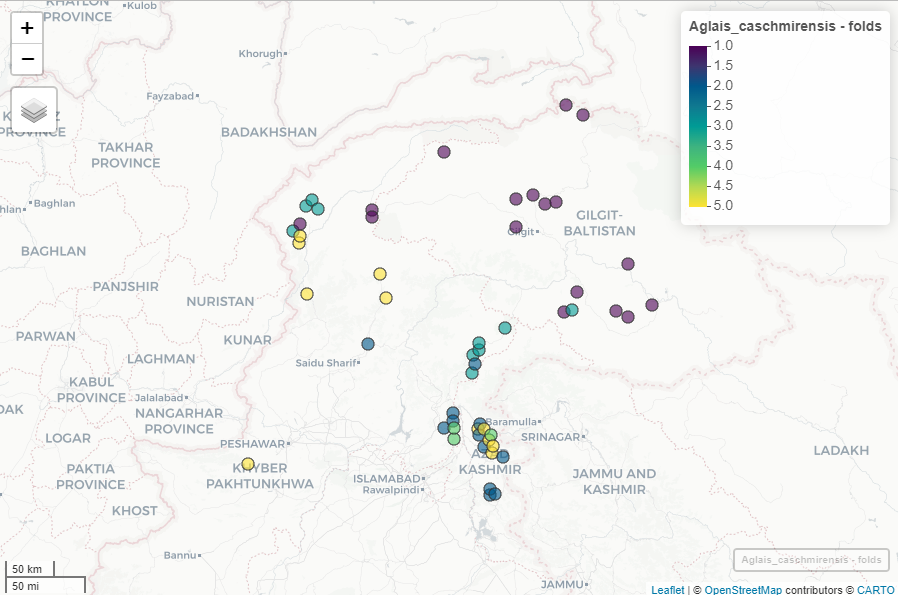 KHATLON
PROVINCE
Kulob
+
−
Khorugh
Fayzabad
BADAKHSHAN
PROVINCE
TAKHAR
PROVINCE
Baghlan
BAGHLAN
PANJSHIR
NURISTAN
PARWAN
KUNAR
LAGHMAN
Saidu Sharif
KABUL
PROVINCE
Jalalabad
NANGARHAR
PROVINCE
LOGAR
PESHAWAR
PAKTIA
PROVINCE
KHYBER
PAKHTUNKHWA
KHOST
ISLAMABAD
Rawalpindi
Bannu
GILGIT-
BALTISTAN
Gilgit
Baramulla
SRINAGAR
KASHMIR
JAMMU AND
KASHMIR
LADAKH
JAMMU
Aglais_caschmirensis - folds
1.0
1.5
2.0
2.5
3.0
3.5
4.0
4.5
5.0
50 km
50 mi
Aglais_caschmirensis - folds
Leaflet | © OpenStreetMap contributors © CARTO